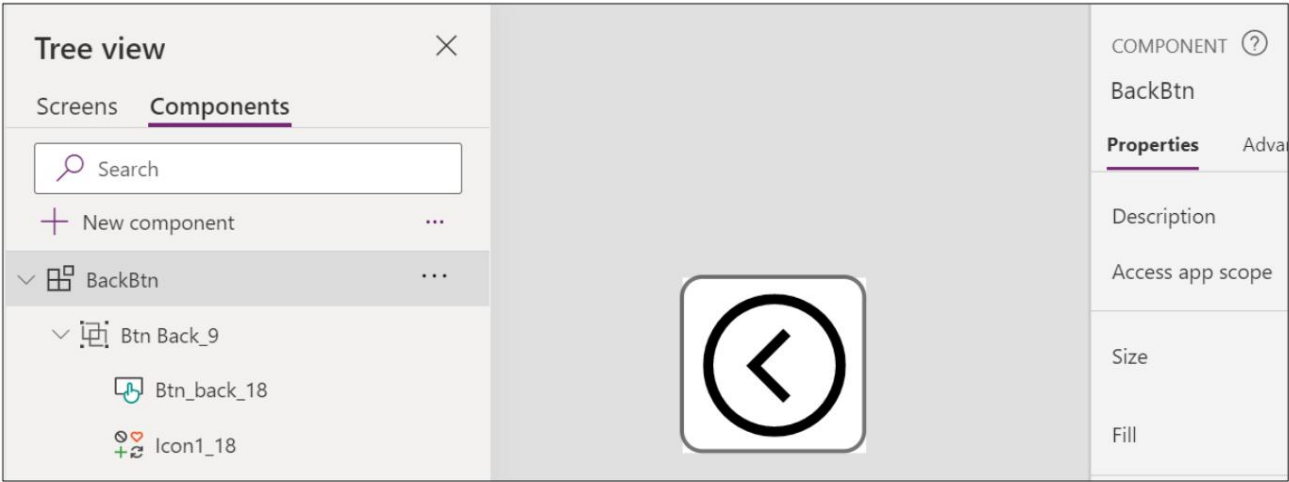 Tree view
Screens Components
Search
New component
BackBtn
Btn Back_9
Btn_back_18
Icon1_18
COMPONENT
BackBtn
Properties Advan
Description
Access app scope
Size
Fill